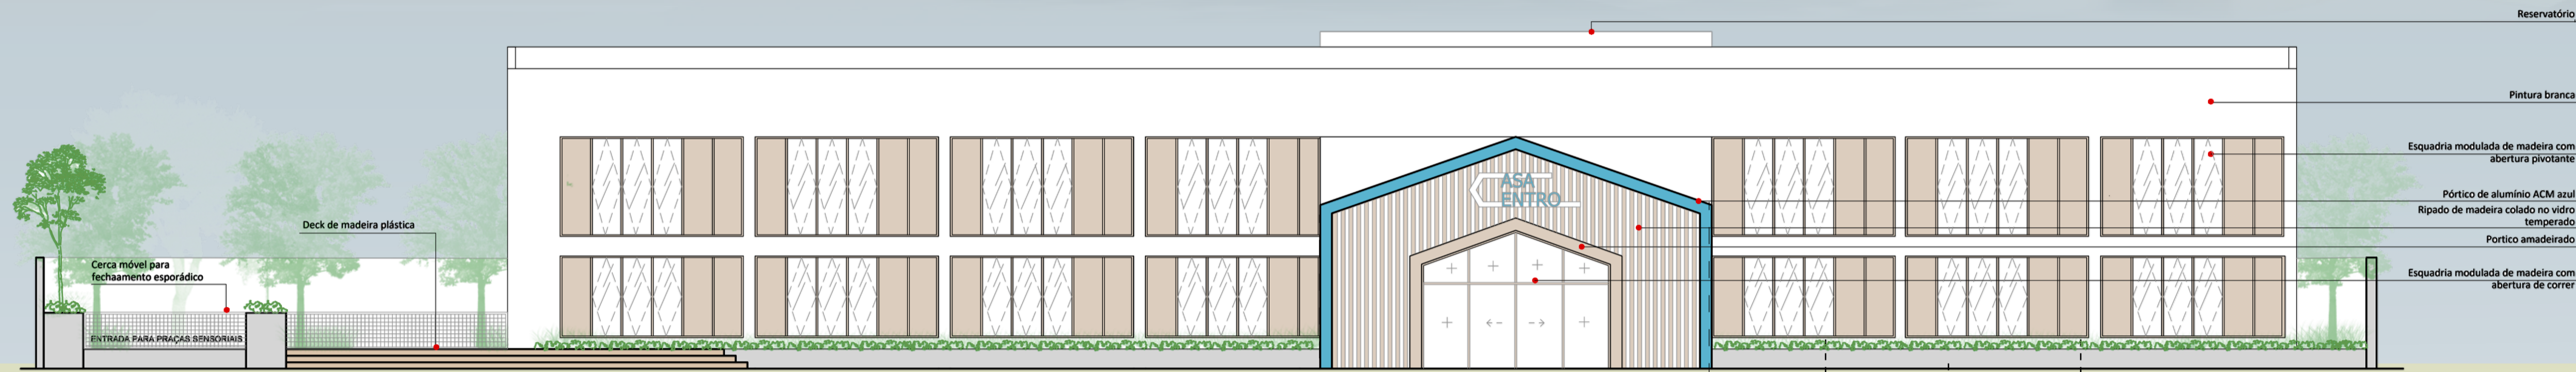 Reservatório
Pintura branca
Esquadria modulada de madeira com
abertura pivotante
Pórtico de alumínio ACM azul
Ripado de madeira colado no vidro
temperado
Portico amadeirado
Esquadria modulada de madeira com
abertura de correr
ASA
ENTRO
Deck de madeira plástica
Cerca móvel para
fechaamento esporádico
ENTRADA PARA PRAÇAS SENSORIAIS